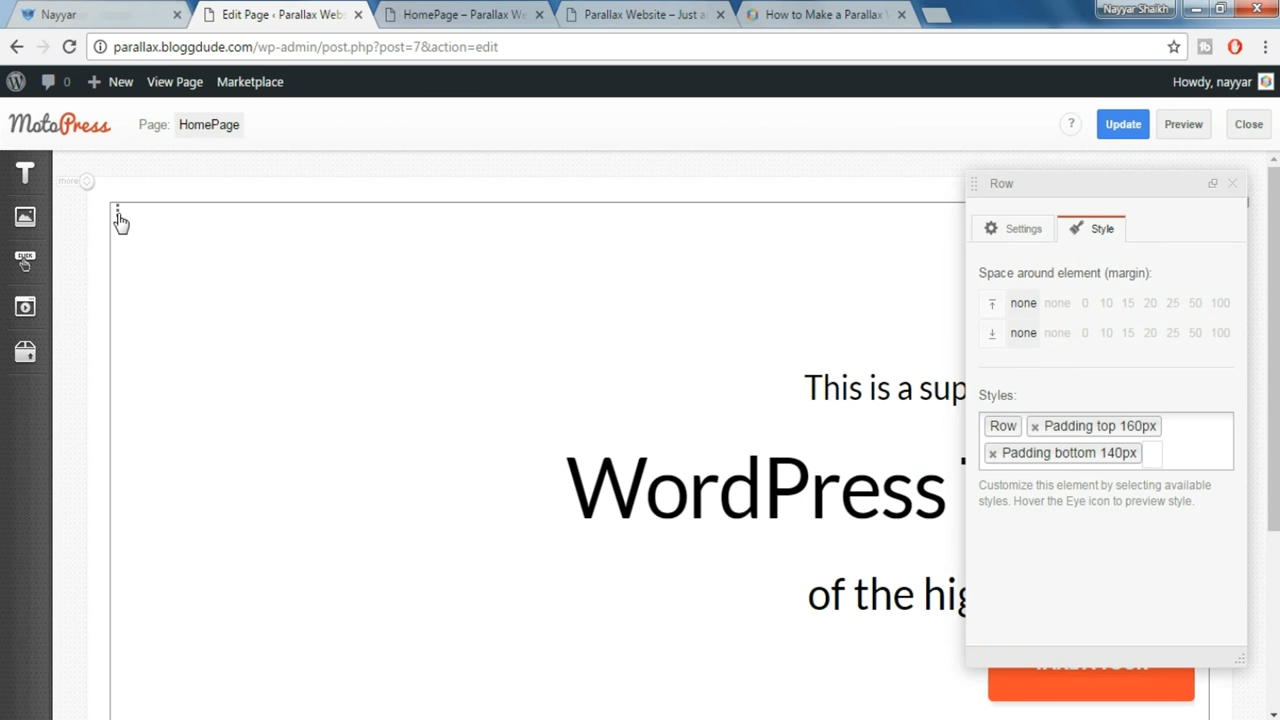 Nayyar
Edit Page ‹ Parallax Webs
HomePage – Parallax We
Parallax Website – Just a
How to Make a Parallax
Nayyar Shaikh
parallax.bloggdude.com/wp-admin/post.php?post=7&action=edit
0
New
View Page
Marketplace
Howdy, nayyar
MotoPress
Page: HomePage
?
Update
Preview
Close
T
more
CLICK
Row
Settings
Style
Space around element (margin):
none none 0 10 15 20 25 50 100
none none 0 10 15 20 25 50 100
Styles:
Row × Padding top 160px
× Padding bottom 140px
Customize this element by selecting available
styles. Hover the Eye icon to preview style.
This is a sup
WordPress
of the hig